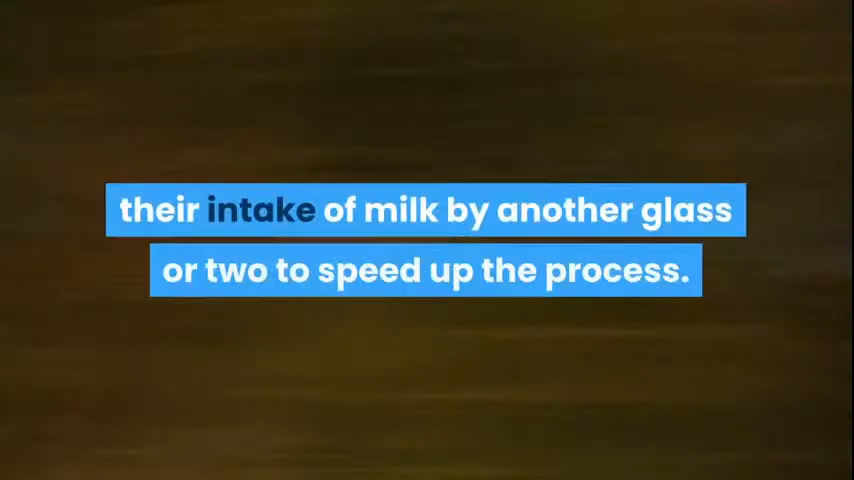 their intake of milk by another glass
or two to speed up the process.